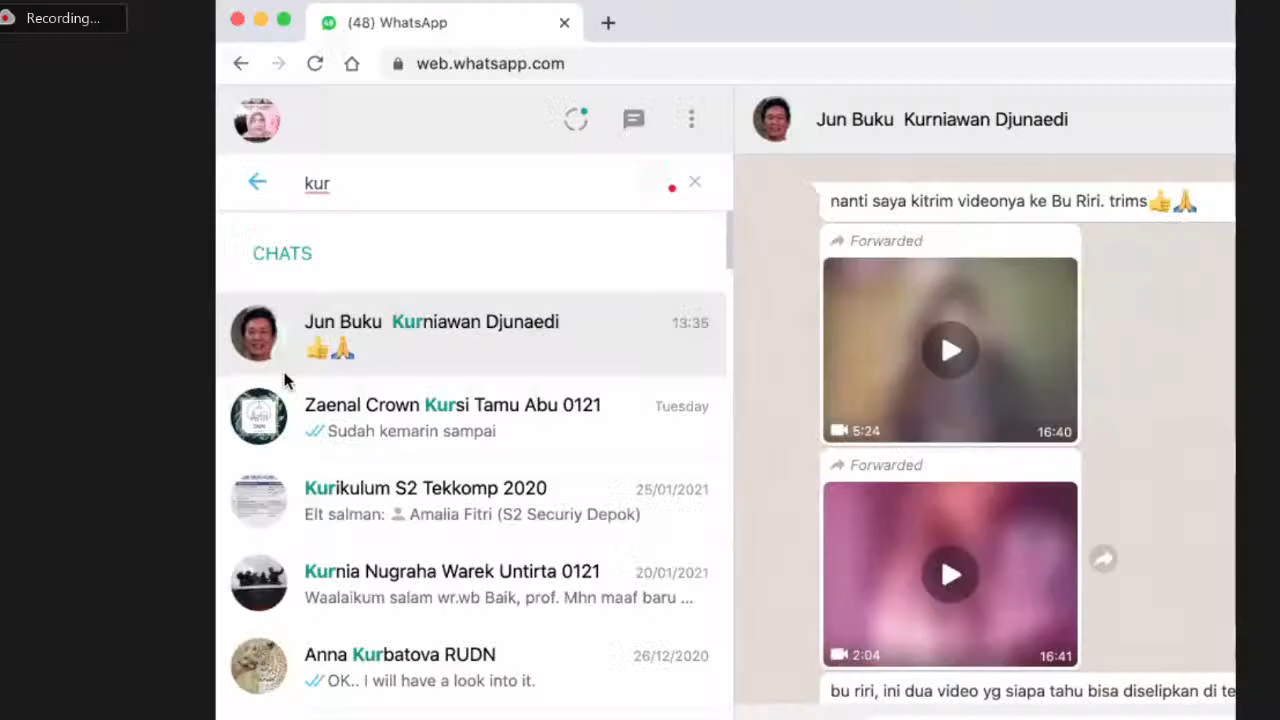 Recording...
(48) WhatsApp
web.whatsapp.com
Jun Buku Kurniawan Djunaedi
kur
CHATS
Jun Buku Kurniawan Djunaedi
13:35
👍🙏
Zaenal Crown Kursi Tamu Abu 0121
Tuesday
Sudah kemarin sampai
Kurikulum S2 Tekkomp 2020
25/01/2021
Elt salman: Amalia Fitri (S2 Securiy Depok)
Kurnia Nugraha Warek Untirta 0121
20/01/2021
Waalaikum salam wr.wb Baik, prof. Mhn maaf baru ...
Anna Kurbatova RUDN
26/12/2020
OK.. I will have a look into it.
nanti saya kitrim videonya ke Bu Riri. trims👍🙏
Forwarded
5:24
16:40
Forwarded
2:04
16:41
bu riri, ini dua video yg siapa tahu bisa diselipkan di te